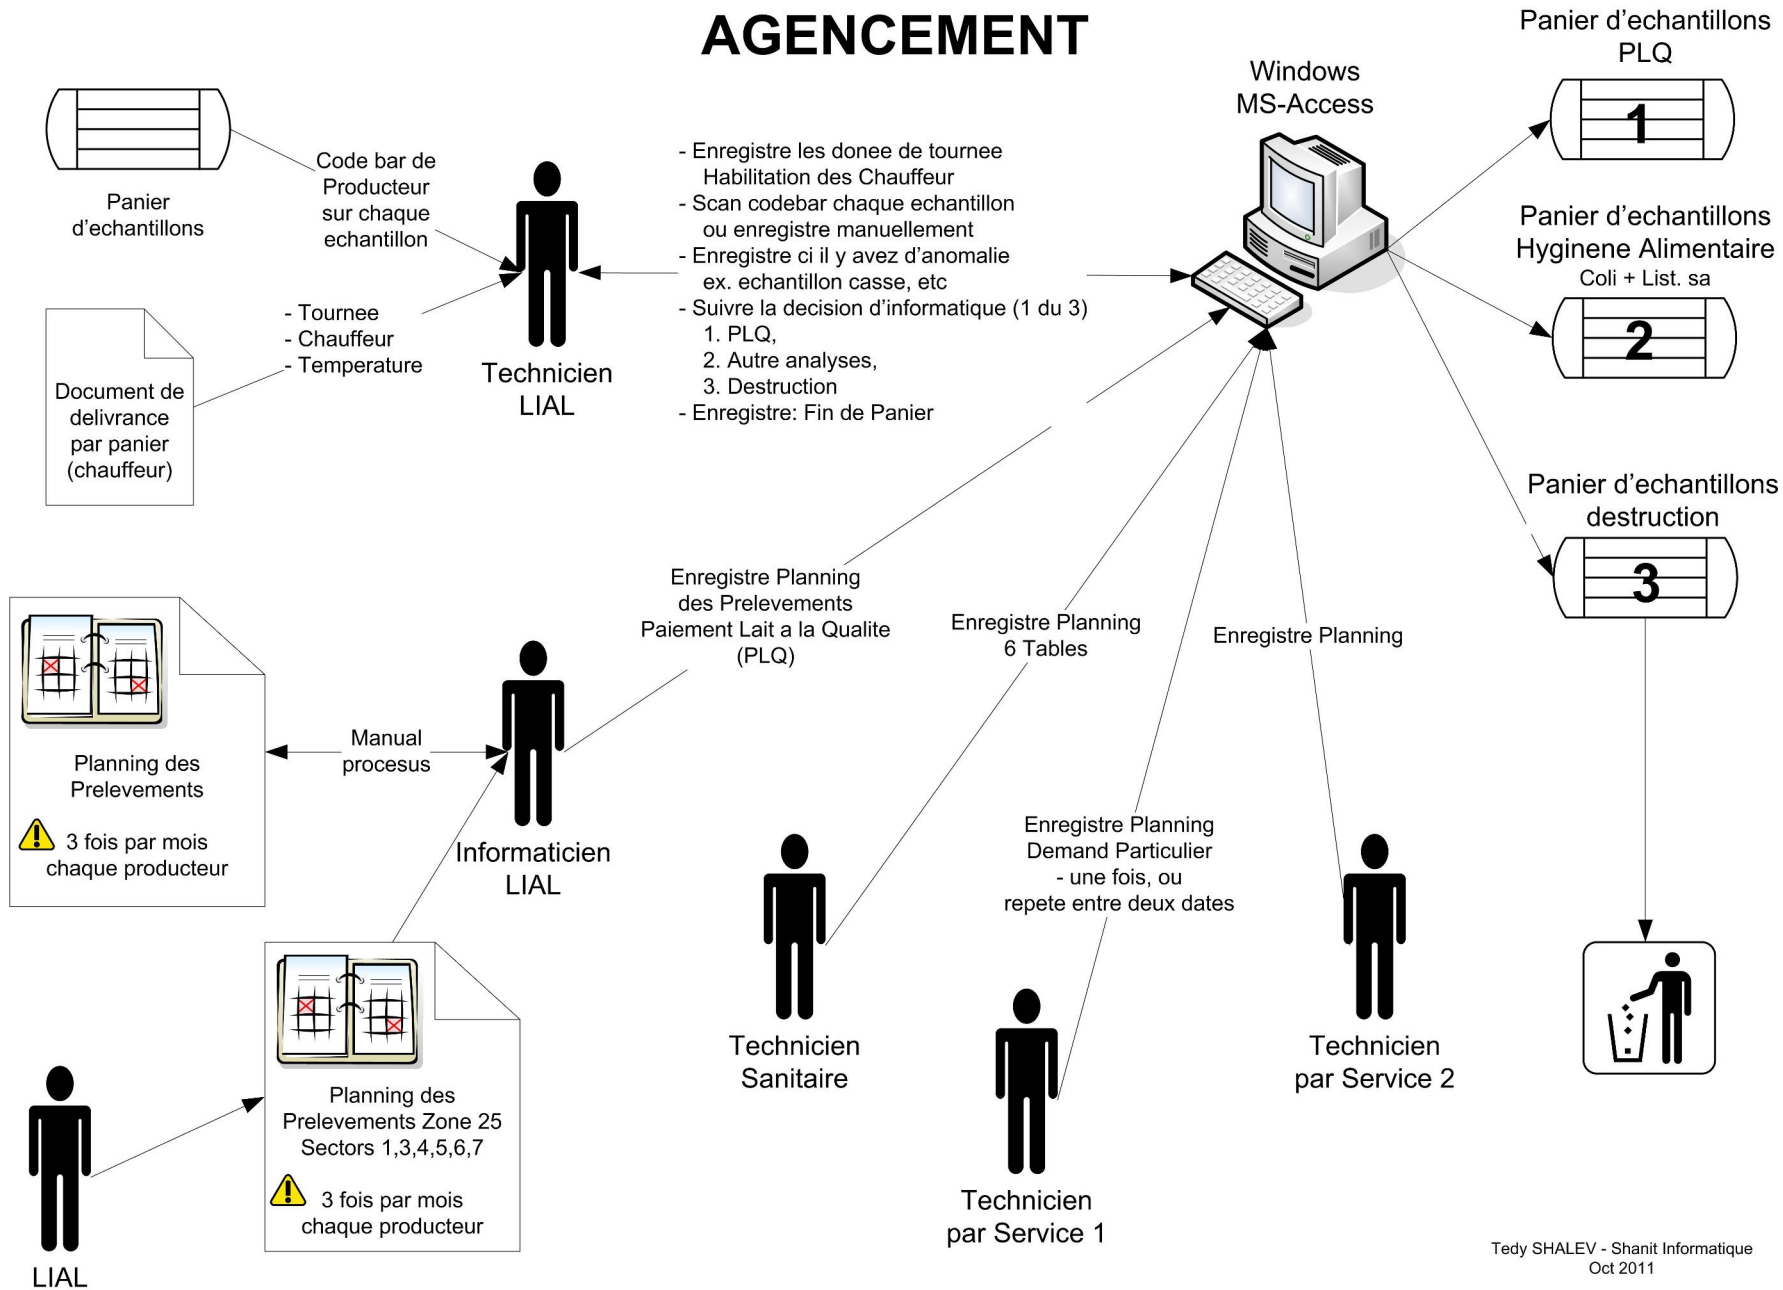 AGENCEMENT
Panier
d'echantillons
Code bar de
Producteur
sur chaque
echantillon
Document de
delivrance
par panier
(chauffeur)
- Tournee
- Chauffeur
- Temperature
Technicien
LIAL
- Enregistre les donee de tournee
Habilitation des Chauffeur
- Scan codebar chaque echantillon
ou enregistre manuellement
- Enregistre ci il y avez d'anomalie
ex. echantillon casse, etc
- Suivre la decision d'informatique (1 du 3)
1. PLQ,
2. Autre analyses,
3. Destruction
- Enregistre: Fin de Panier
Windows
MS-Access
Panier d'echantillons
PLQ
1
Panier d'echantillons
Hyginene Alimentaire
Coli + List. sa
2
Panier d'echantillons
destruction
3
Planning des
Prelevements
3 fois par mois
chaque producteur
Manual
procesus
Informaticien
LIAL
Enregistre Planning
des Prelevements
Paiement Lait a la Qualite
(PLQ)
Enregistre Planning
6 Tables
Enregistre Planning
Enregistre Planning
Demand Particulier
- une fois, ou
repete entre deux dates
Technicien
Sanitaire
Technicien
par Service 1
Technicien
par Service 2
Planning des
Prelevements Zone 25
Sectors 1,3,4,5,6,7
3 fois par mois
chaque producteur
LIAL
Tedy SHALEV - Shanit Informatique
Oct 2011